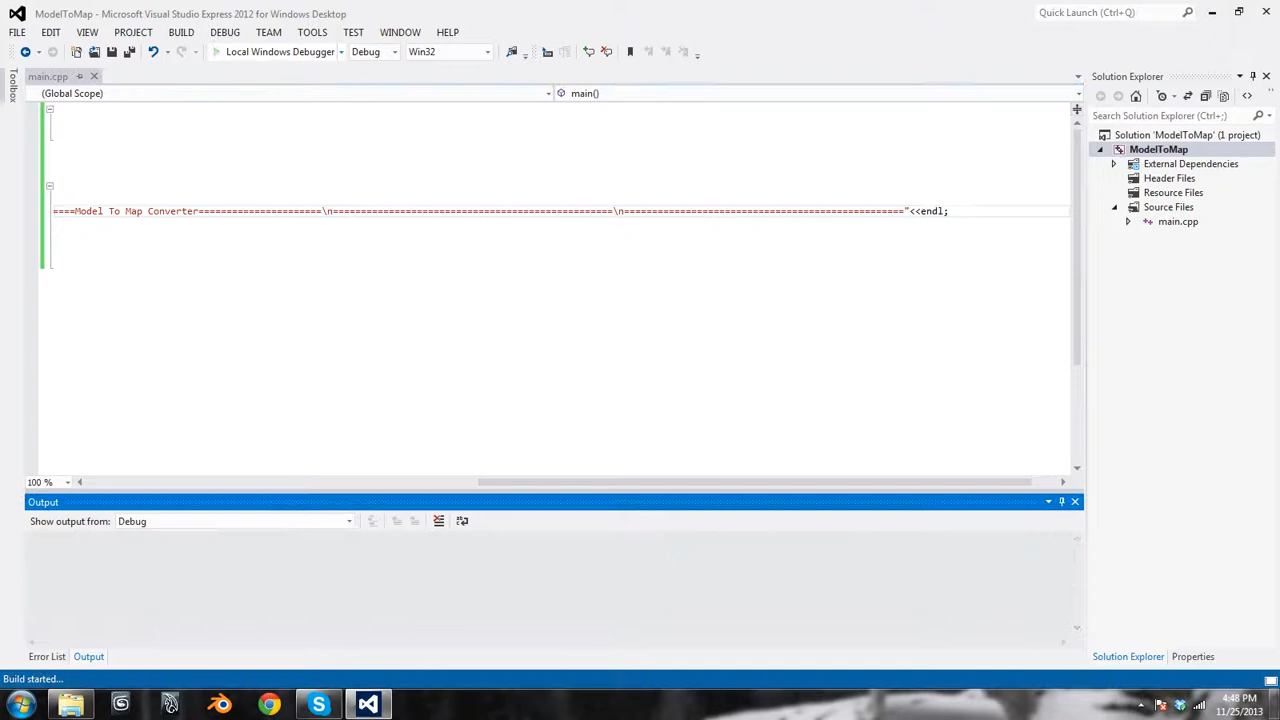 ModelToMap - Microsoft Visual Studio Express 2012 for Windows Desktop
Quick Launch (Ctrl+Q)
FILE EDIT VIEW PROJECT BUILD DEBUG TEAM TOOLS TEST WINDOW HELP
Local Windows Debugger Debug Win32
Toolbox
main.cpp
(Global Scope) main()
====Model To Map Converter======================\n==================================================\n=================================================="<<endl;
100 %
Output
Show output from: Debug
Error List Output
Solution Explorer
Search Solution Explorer (Ctrl+;)
Solution 'ModelToMap' (1 project)
ModelToMap
External Dependencies
Header Files
Resource Files
Source Files
main.cpp
Solution Explorer Properties
Build started...
4:48 PM
11/25/2013